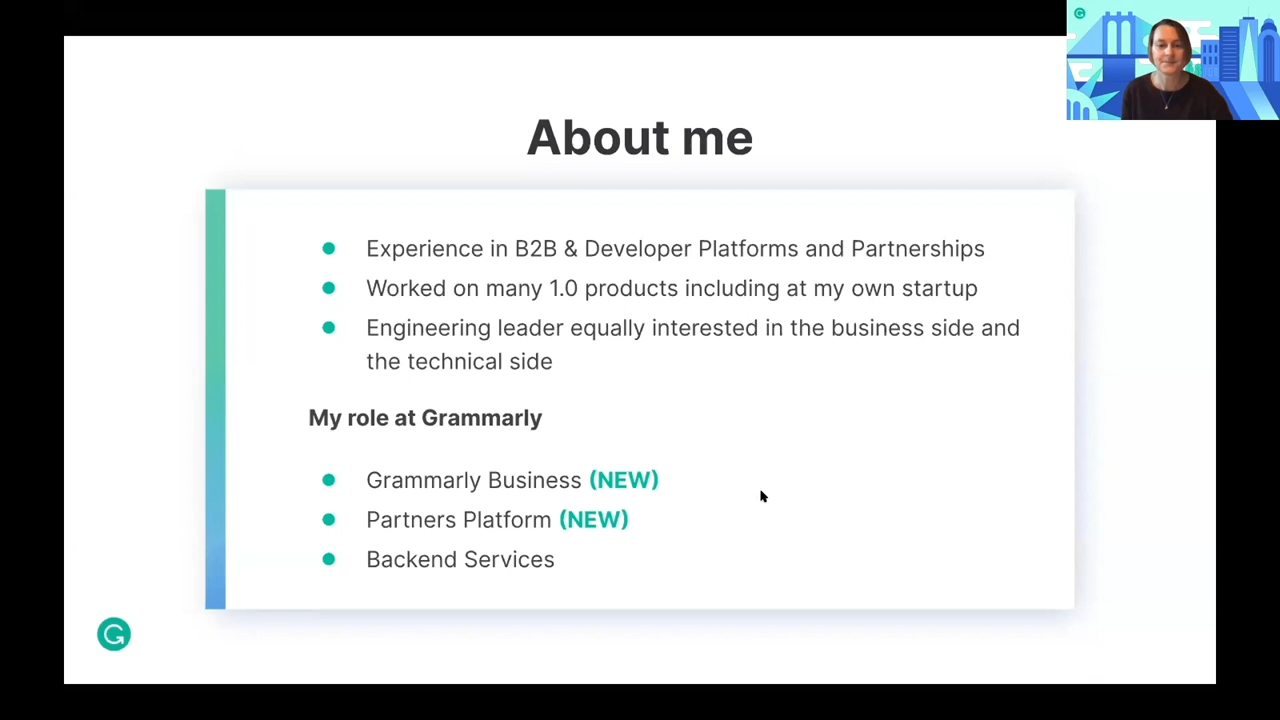 About me
Experience in B2B & Developer Platforms and Partnerships
Worked on many 1.0 products including at my own startup
Engineering leader equally interested in the business side and
the technical side
My role at Grammarly
Grammarly Business (NEW)
Partners Platform (NEW)
Backend Services